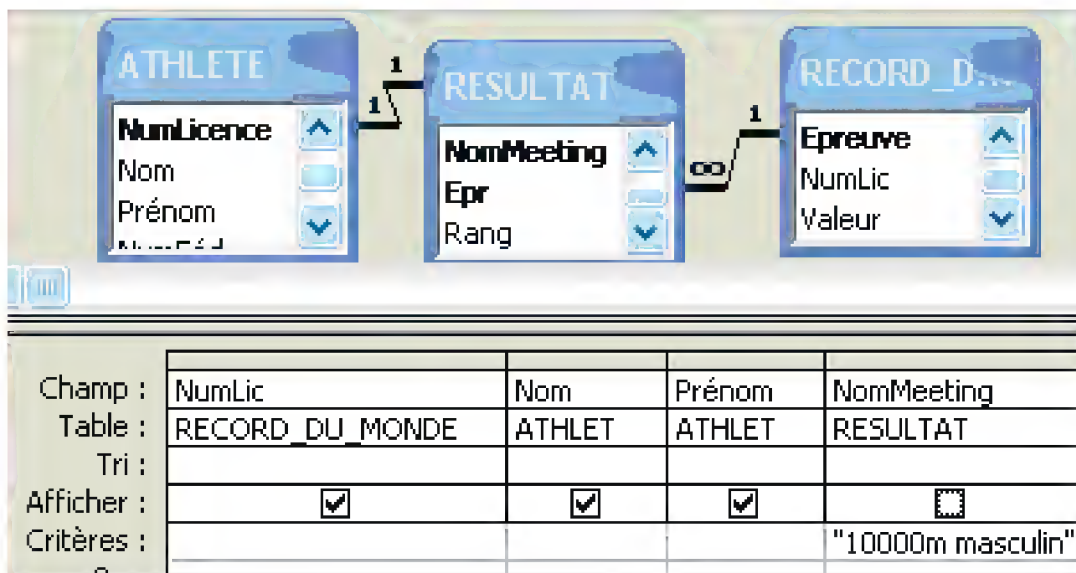 ATHLETE
NumLicence
Nom
Prénom
1
1
RESULTAT
NomMeeting
Epr
Rang
∞
1
RECORD_D...
Epreuve
NumLic
Valeur
Champ : NumLic Nom Prénom NomMeeting
Table : RECORD_DU_MONDE ATHLET ATHLET RESULTAT
Tri :
Afficher :
Critères : "10000m masculin"